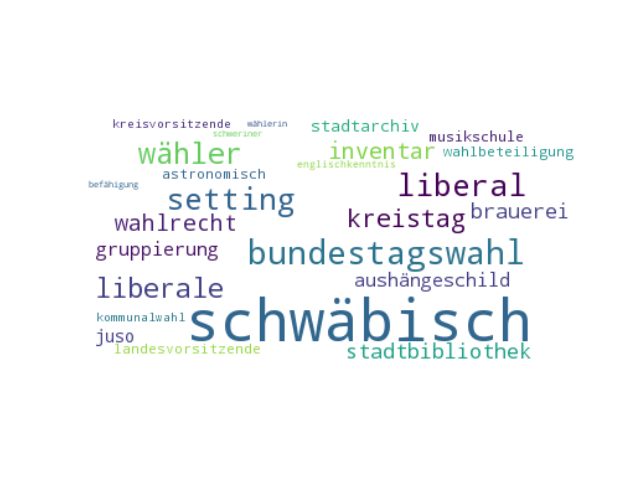 kreisvorsitzende wählerin stadtarchiv
schweriner musikschule
wähler inventar wahlbeteiligung
englischkenntnis
astronomisch
befähigung setting liberal
wahlrecht kreistag brauerei
gruppierung bundestagswahl
liberale aushängeschild
kommunalwahl schwäbisch
juso
landesvorsitzende stadtbibliothek